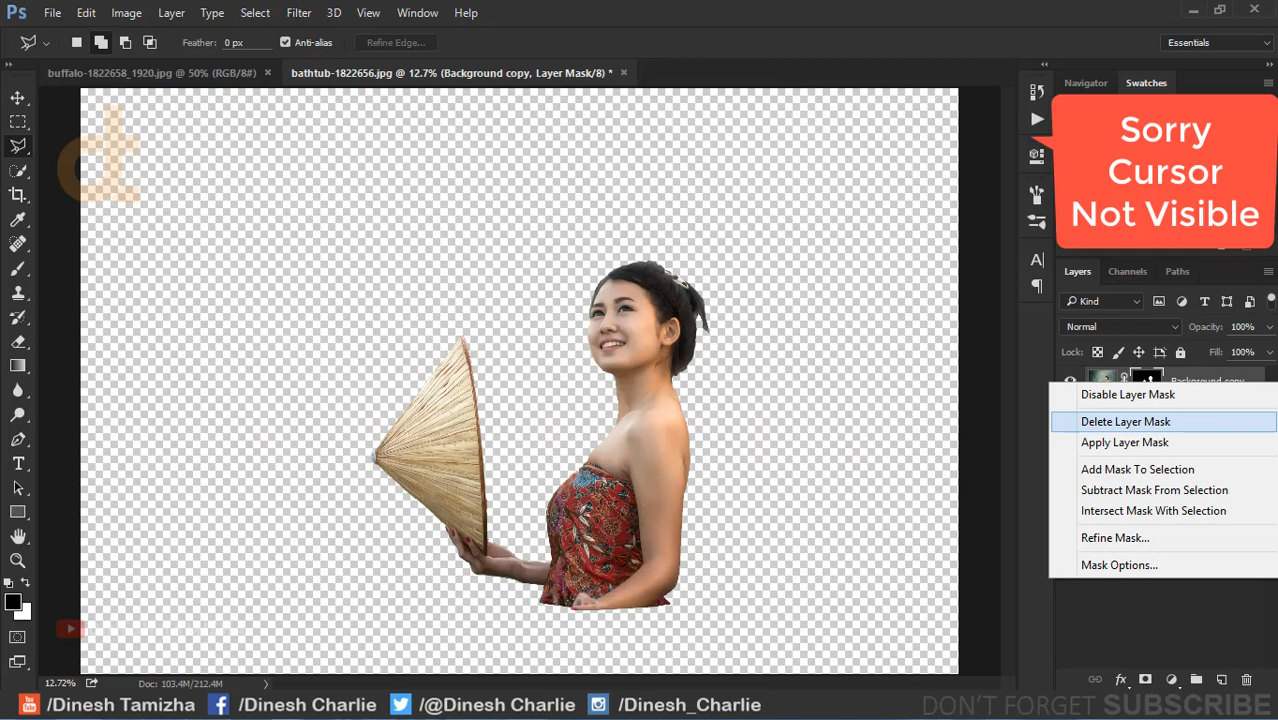 Ps File Edit Image Layer Type Select Filter 3D View Window Help
Feather: 0 px Anti-alias Refine Edge... Essentials
buffalo-1822658_1920.jpg @ 50% (RGB/8#) × bathtub-1822656.jpg @ 12.7% (Background copy, Layer Mask/8) * ×
Navigator Swatches
Sorry
Cursor
Not Visible
Layers Channels Paths
Kind
Normal Opacity: 100%
Lock: Fill: 100%
Background copy
Disable Layer Mask
Delete Layer Mask
Apply Layer Mask
Add Mask To Selection
Subtract Mask From Selection
Intersect Mask With Selection
Refine Mask...
Mask Options...
12.72% Doc: 103.4M/212.4M
/Dinesh Tamizha /Dinesh Charlie /@Dinesh Charlie /Dinesh_Charlie DON'T FORGET SUBSCRIBE